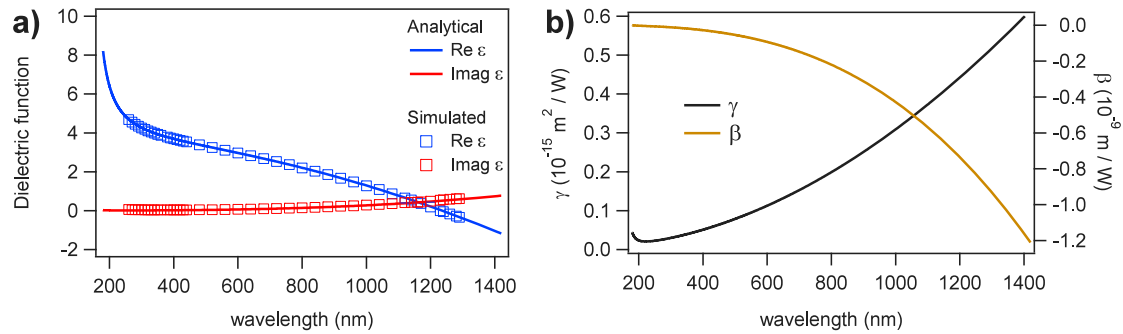 a)
10
8
6
4
2
0
-2
Dielectric function
200 400 600 800 1000 1200 1400
wavelength (nm)
Analytical
Re ε
Imag ε
Simulated
Re ε
Imag ε
b)
0.6
0.5
0.4
0.3
0.2
0.1
0.0
γ (10⁻¹⁵ m² / W)
γ
β
200 400 600 800 1000 1200 1400
wavelength (nm)
0.0
-0.2
-0.4
-0.6
-0.8
-1.0
-1.2
β (10⁻⁹ m / W)